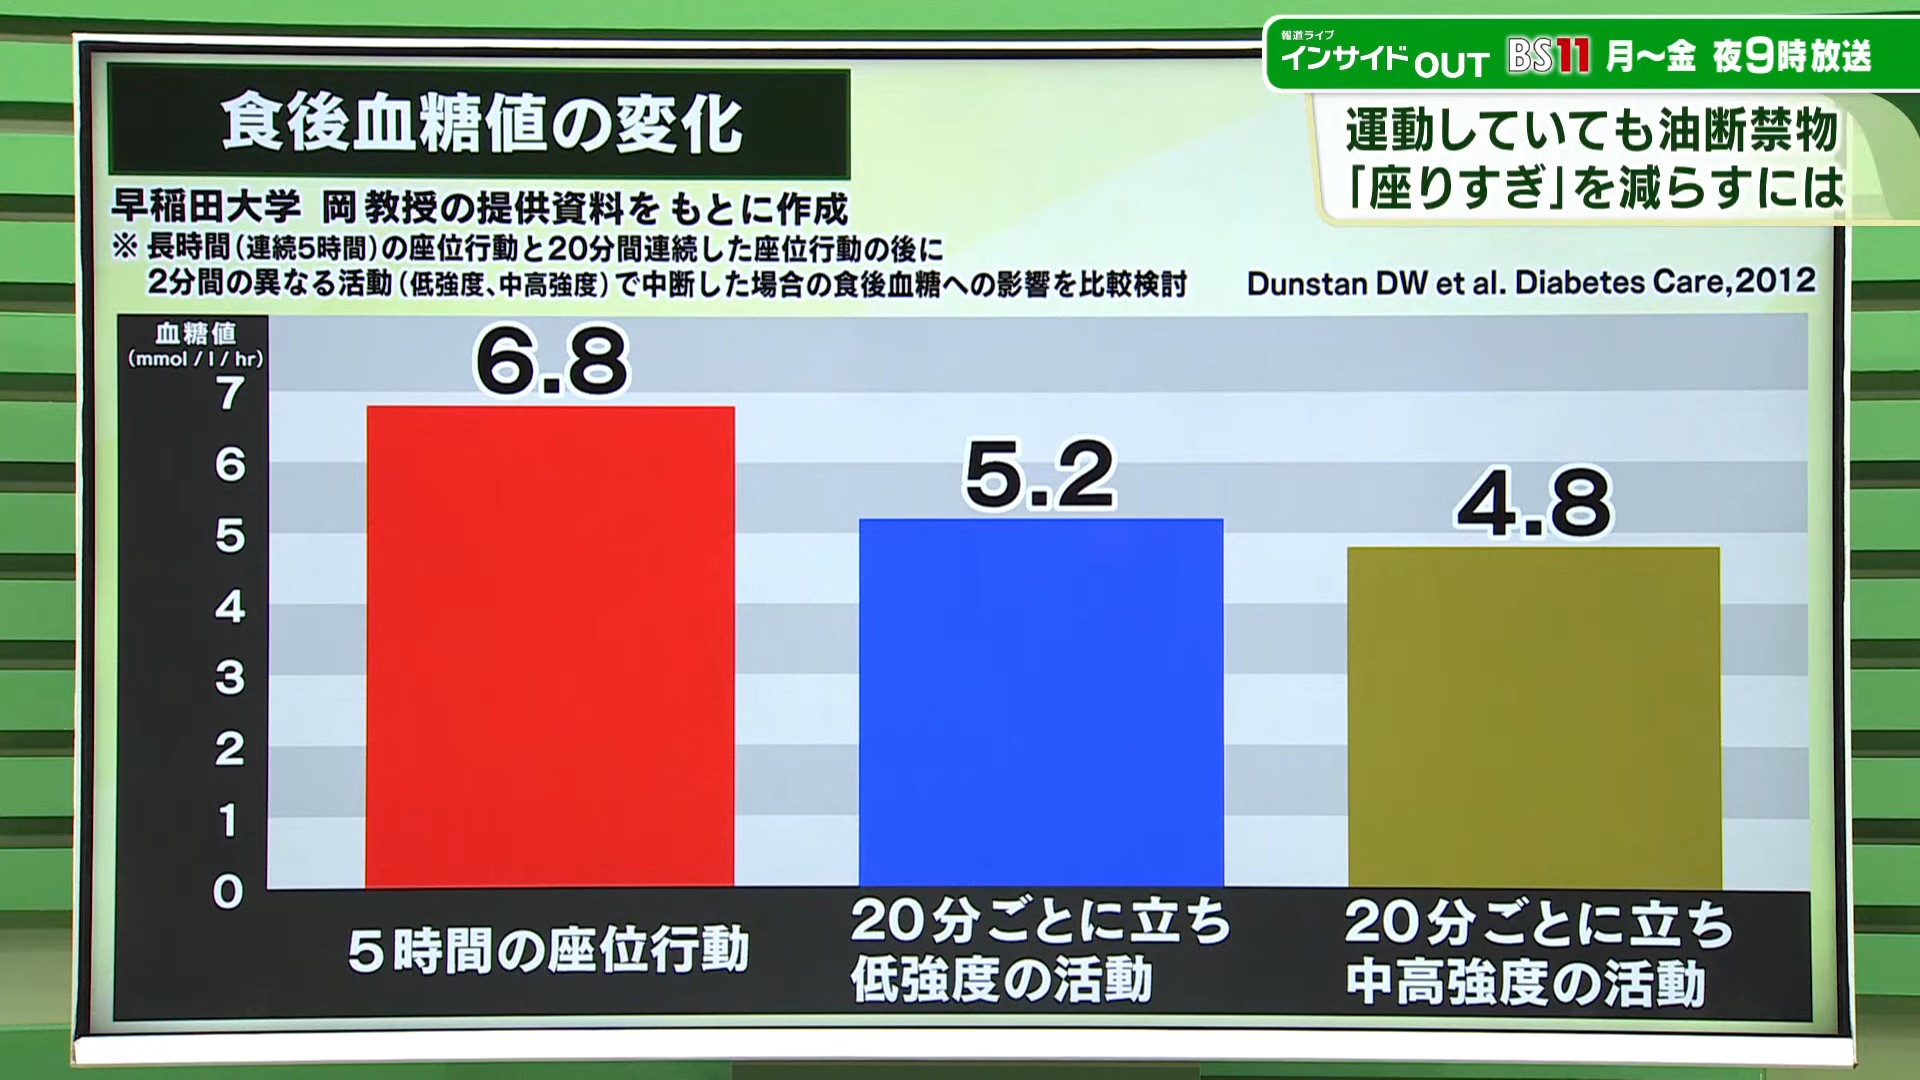 報道ライブ
インサイドOUT BS11 月～金 夜9時放送
運動していても油断禁物
「座りすぎ」を減らすには
食後血糖値の変化
早稲田大学 岡教授の提供資料をもとに作成
※ 長時間(連続5時間)の座位行動と20分間連続した座位行動の後に
2分間の異なる活動(低強度、中高強度)で中断した場合の食後血糖への影響を比較検討
Dunstan DW et al. Diabetes Care,2012
血糖値
(mmol / l / hr)
7
6
5
4
3
2
1
0
6.8
5.2
4.8
5時間の座位行動
20分ごとに立ち
低強度の活動
20分ごとに立ち
中高強度の活動